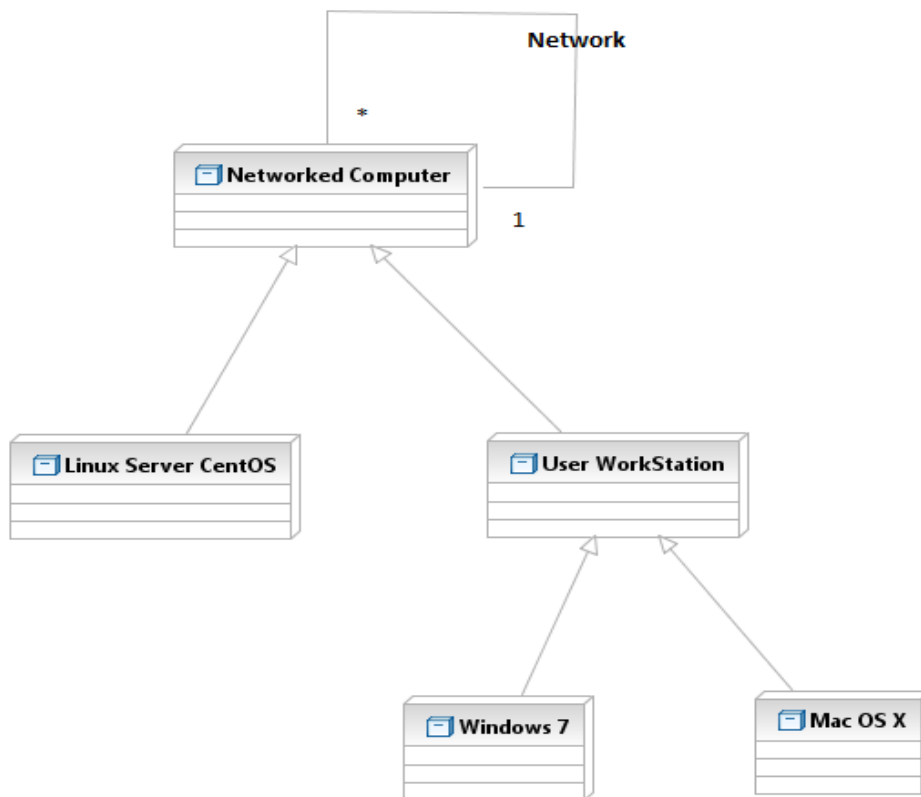 Network
*
Networked Computer
1
Linux Server CentOS
User WorkStation
Windows 7
Mac OS X